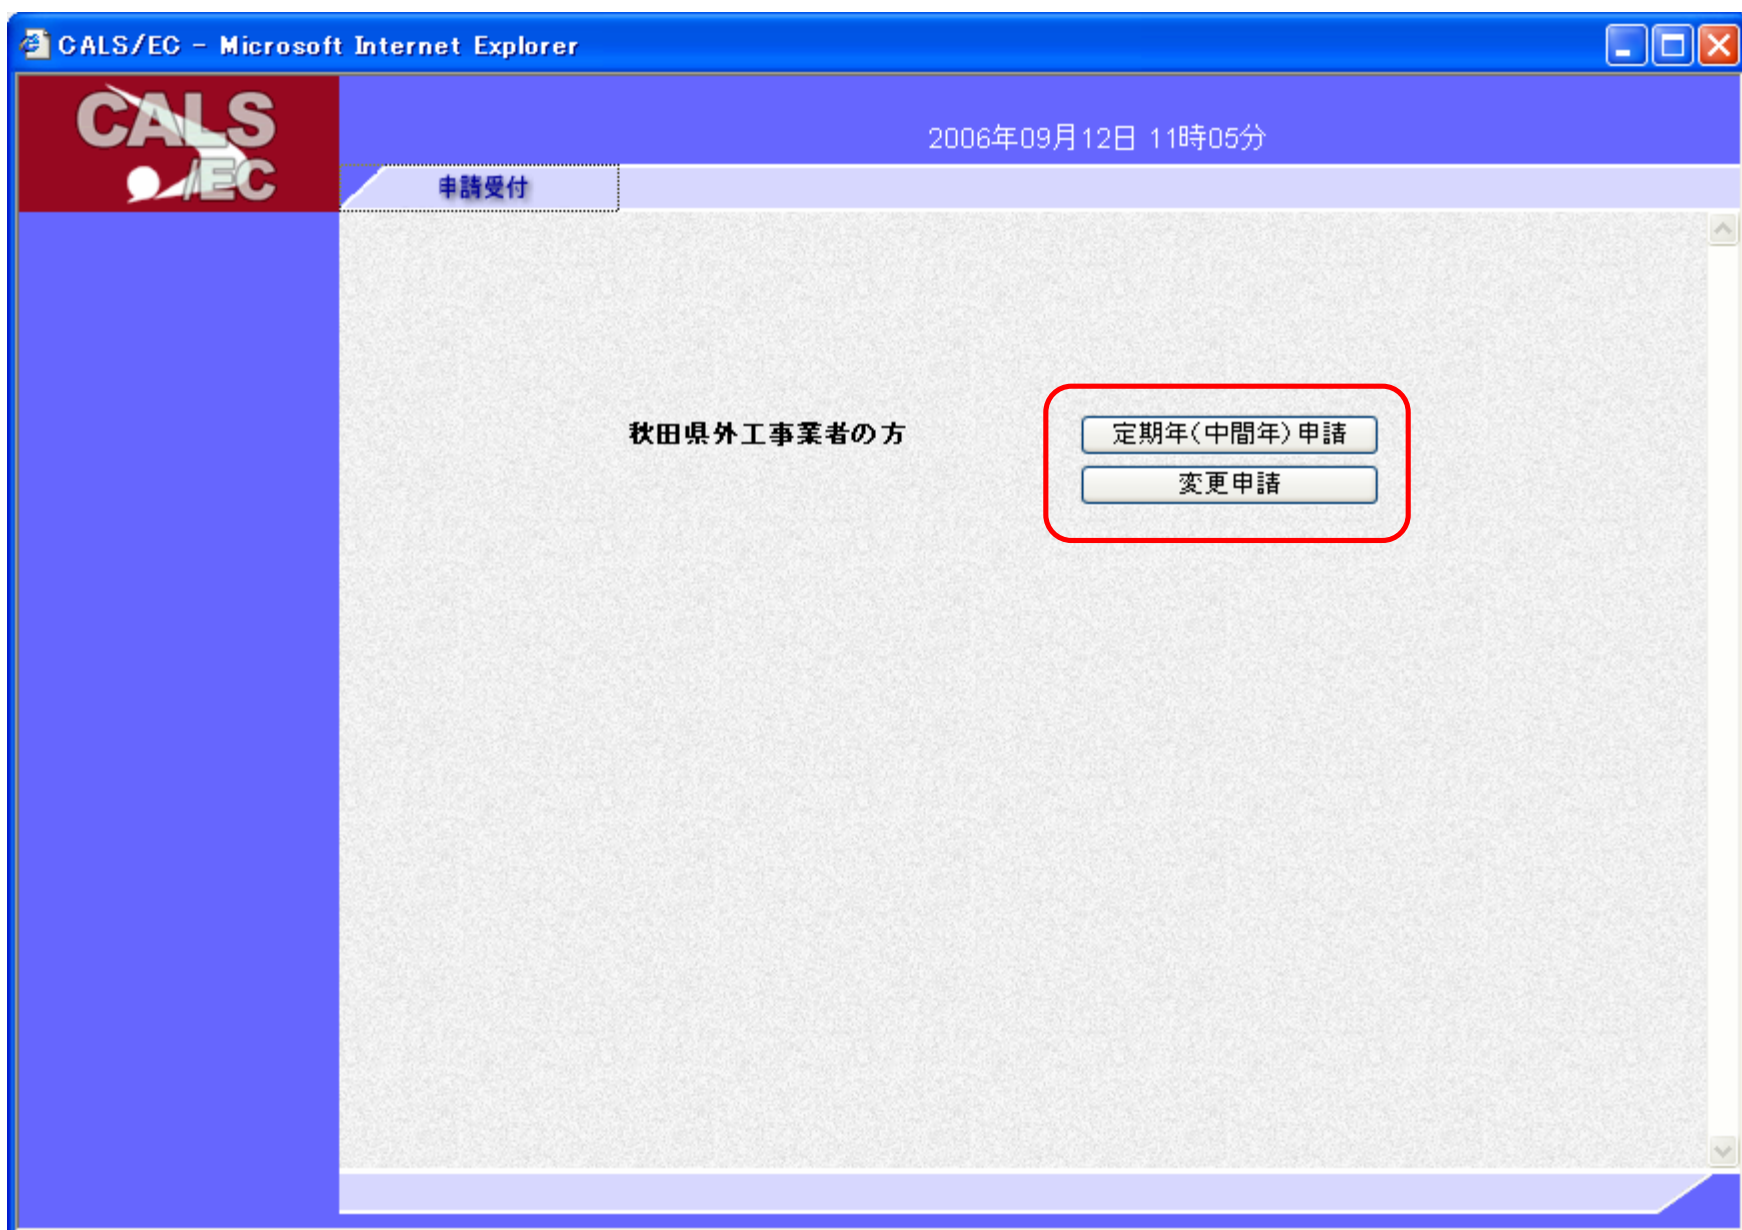 CALS/EC - Microsoft Internet Explorer
CALS
/EC
2006年09月12日 11時05分
申請受付
秋田県外工事業者の方
定期年(中間年)申請
変更申請